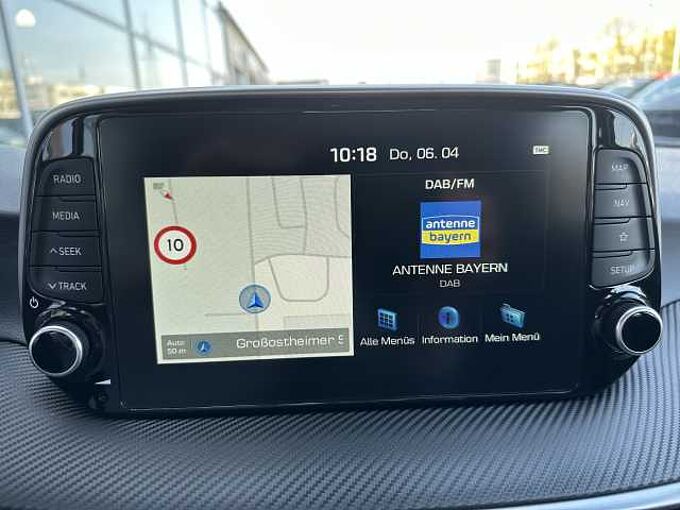 10:18 Do, 06. 04
TMC
DAB/FM
antenne
bayern
ANTENNE BAYERN
DAB
10
Auto
50 m
Großostheimer S
Alle Menüs
Information
Mein Menü
RADIO
MEDIA
SEEK
TRACK
MAP
NAV
SETUP